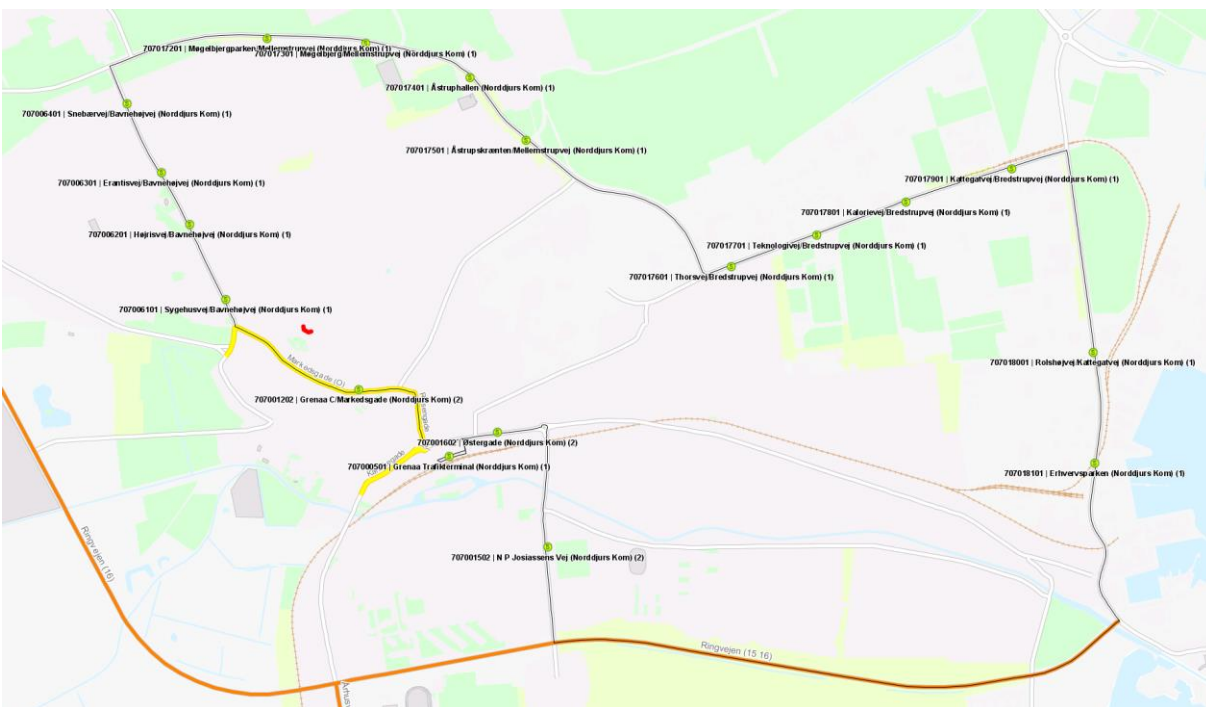 707017201 | Møgelbjergparken/Mellemstrupvej (Norddjurs Kom) (1)
707017301 | Møgelbjerg/Mellemstrupvej (Norddjurs Kom) (1)
707017401 | Åstruphallen (Norddjurs Kom) (1)
707006401 | Snebærvej/Bavnehøjvej (Norddjurs Kom) (1)
707017501 | Åstrupskrænten/Mellemstrupvej (Norddjurs Kom) (1)
707017901 | Kattegatvej/Bredstrupvej (Norddjurs Kom) (1)
707006301 | Erantisvej/Bavnehøjvej (Norddjurs Kom) (1)
707017801 | Kalorievej/Bredstrupvej (Norddjurs Kom) (1)
707006201 | Højrisvej/Bavnehøjvej (Norddjurs Kom) (1)
707017701 | Teknologivej/Bredstrupvej (Norddjurs Kom) (1)
707017601 | Thorsvej/Bredstrupvej (Norddjurs Kom) (1)
707006101 | Sygehusvej/Bavnehøjvej (Norddjurs Kom) (1)
Markedsgade (O)
707018001 | Rolshøjvej/Kattegatvej (Norddjurs Kom) (1)
707001202 | Grenaa C/Markedsgade (Norddjurs Kom) (2)
707001602 | Østergade (Norddjurs Kom) (2)
707000501 | Grenaa Trafikterminal (Norddjurs Kom) (1)
707018101 | Erhvervsparken (Norddjurs Kom) (1)
Ringvejen (16)
707001502 | N P Josiassens Vej (Norddjurs Kom) (2)
Ringvejen (15 16)